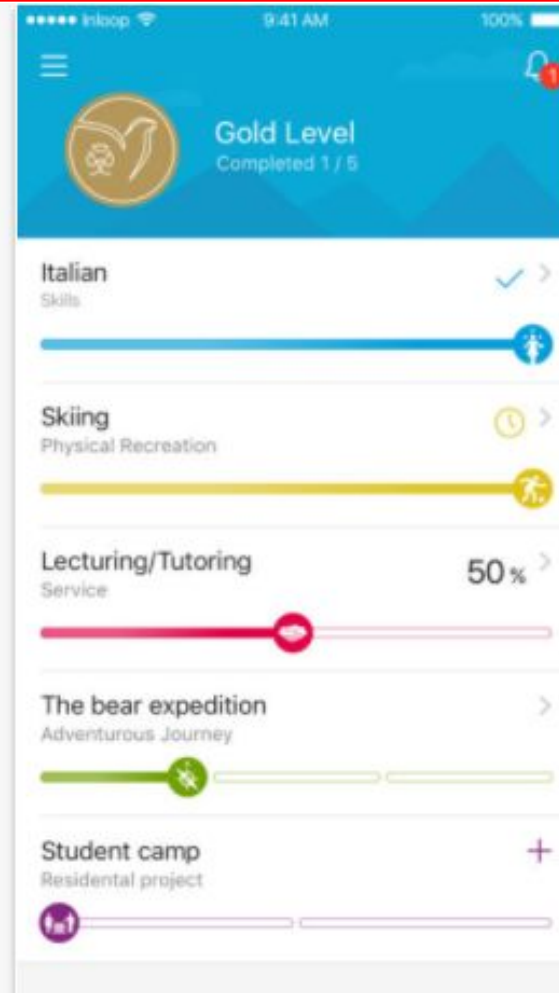 Inloop 9:41 AM 100%
1
Gold Level
Completed 1 / 5
Italian
Skills
Skiing
Physical Recreation
Lecturing/Tutoring
50 %
Service
The bear expedition
Adventurous Journey
Student camp
Residental project